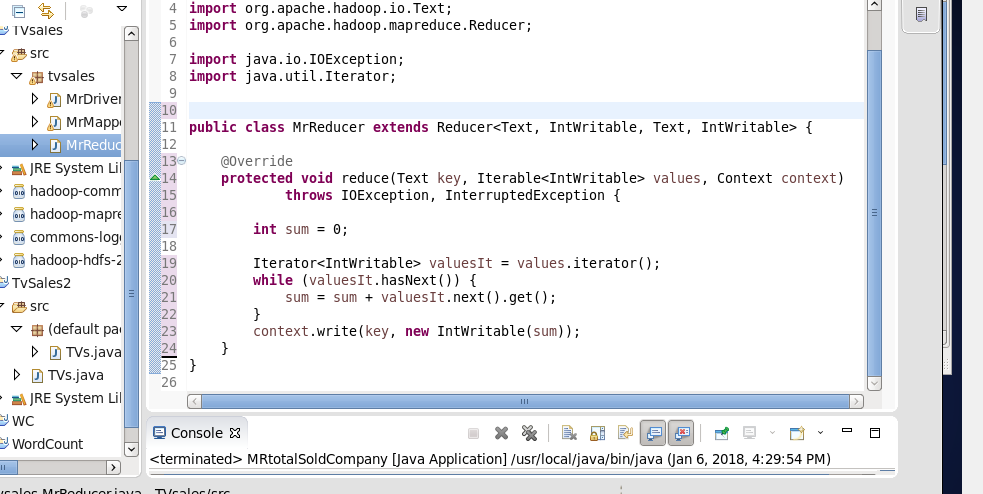 TVsales
src
tvsales
MrDriver
MrMapp
MrReduc
JRE System Li
hadoop-comm
hadoop-mapre
commons-log
hadoop-hdfs-2
TvSales2
src
(default pa
TVs.java
TVs.java
JRE System Li
WC
WordCount
4 import org.apache.hadoop.io.Text;
5 import org.apache.hadoop.mapreduce.Reducer;
6
7 import java.io.IOException;
8 import java.util.Iterator;
9
10
11 public class MrReducer extends Reducer<Text, IntWritable, Text, IntWritable> {
12
13 @Override
14 protected void reduce(Text key, Iterable<IntWritable> values, Context context)
15 throws IOException, InterruptedException {
16
17 int sum = 0;
18
19 Iterator<IntWritable> valuesIt = values.iterator();
20 while (valuesIt.hasNext()) {
21 sum = sum + valuesIt.next().get();
22 }
23 context.write(key, new IntWritable(sum));
24 }
25 }
26
Console
<terminated> MRtotalSoldCompany [Java Application] /usr/local/java/bin/java (Jan 6, 2018, 4:29:54 PM)
vsales.MrReducer.java - TVsales/src